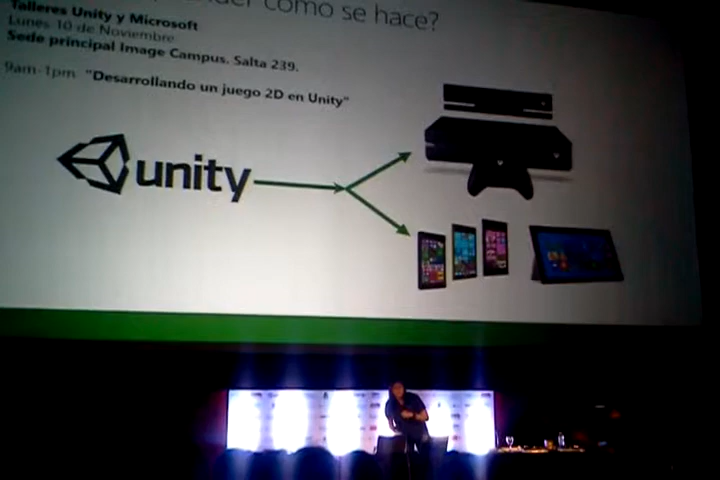 cómo se hace?
Talleres Unity y Microsoft
Lunes 10 de Noviembre
Sede principal Image Campus. Salta 239.
9am-1pm "Desarrollando un juego 2D en Unity"
unity